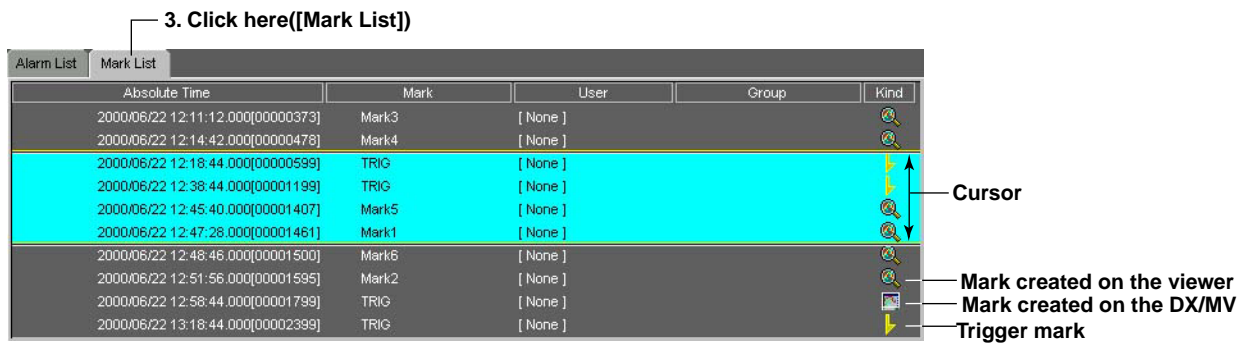 3. Click here([Mark List])
Alarm List Mark List
Absolute Time Mark User Group Kind
2000/06/22 12:11:12.000[00000373] Mark3 [ None ]
2000/06/22 12:14:42.000[00000478] Mark4 [ None ]
2000/06/22 12:18:44.000[00000599] TRIG [ None ]
2000/06/22 12:38:44.000[00001199] TRIG [ None ]
Cursor
2000/06/22 12:45:40.000[00001407] Mark5 [ None ]
2000/06/22 12:47:28.000[00001461] Mark1 [ None ]
2000/06/22 12:48:46.000[00001500] Mark6 [ None ]
2000/06/22 12:51:56.000[00001595] Mark2 [ None ] Mark created on the viewer
2000/06/22 12:58:44.000[00001799] TRIG [ None ] Mark created on the DX/MV
2000/06/22 13:18:44.000[00002399] TRIG [ None ] Trigger mark